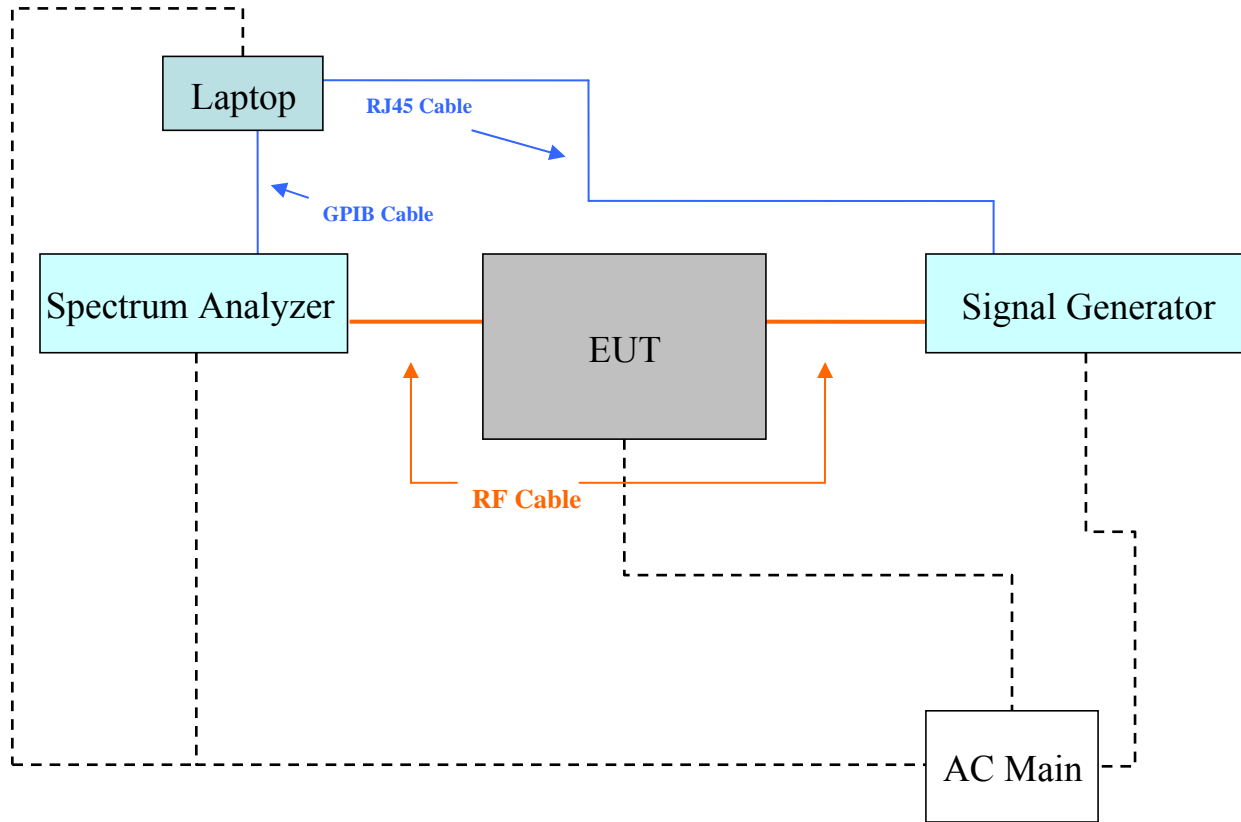 Laptop
RJ45 Cable
GPIB Cable
Spectrum Analyzer
EUT
Signal Generator
RF Cable
AC Main